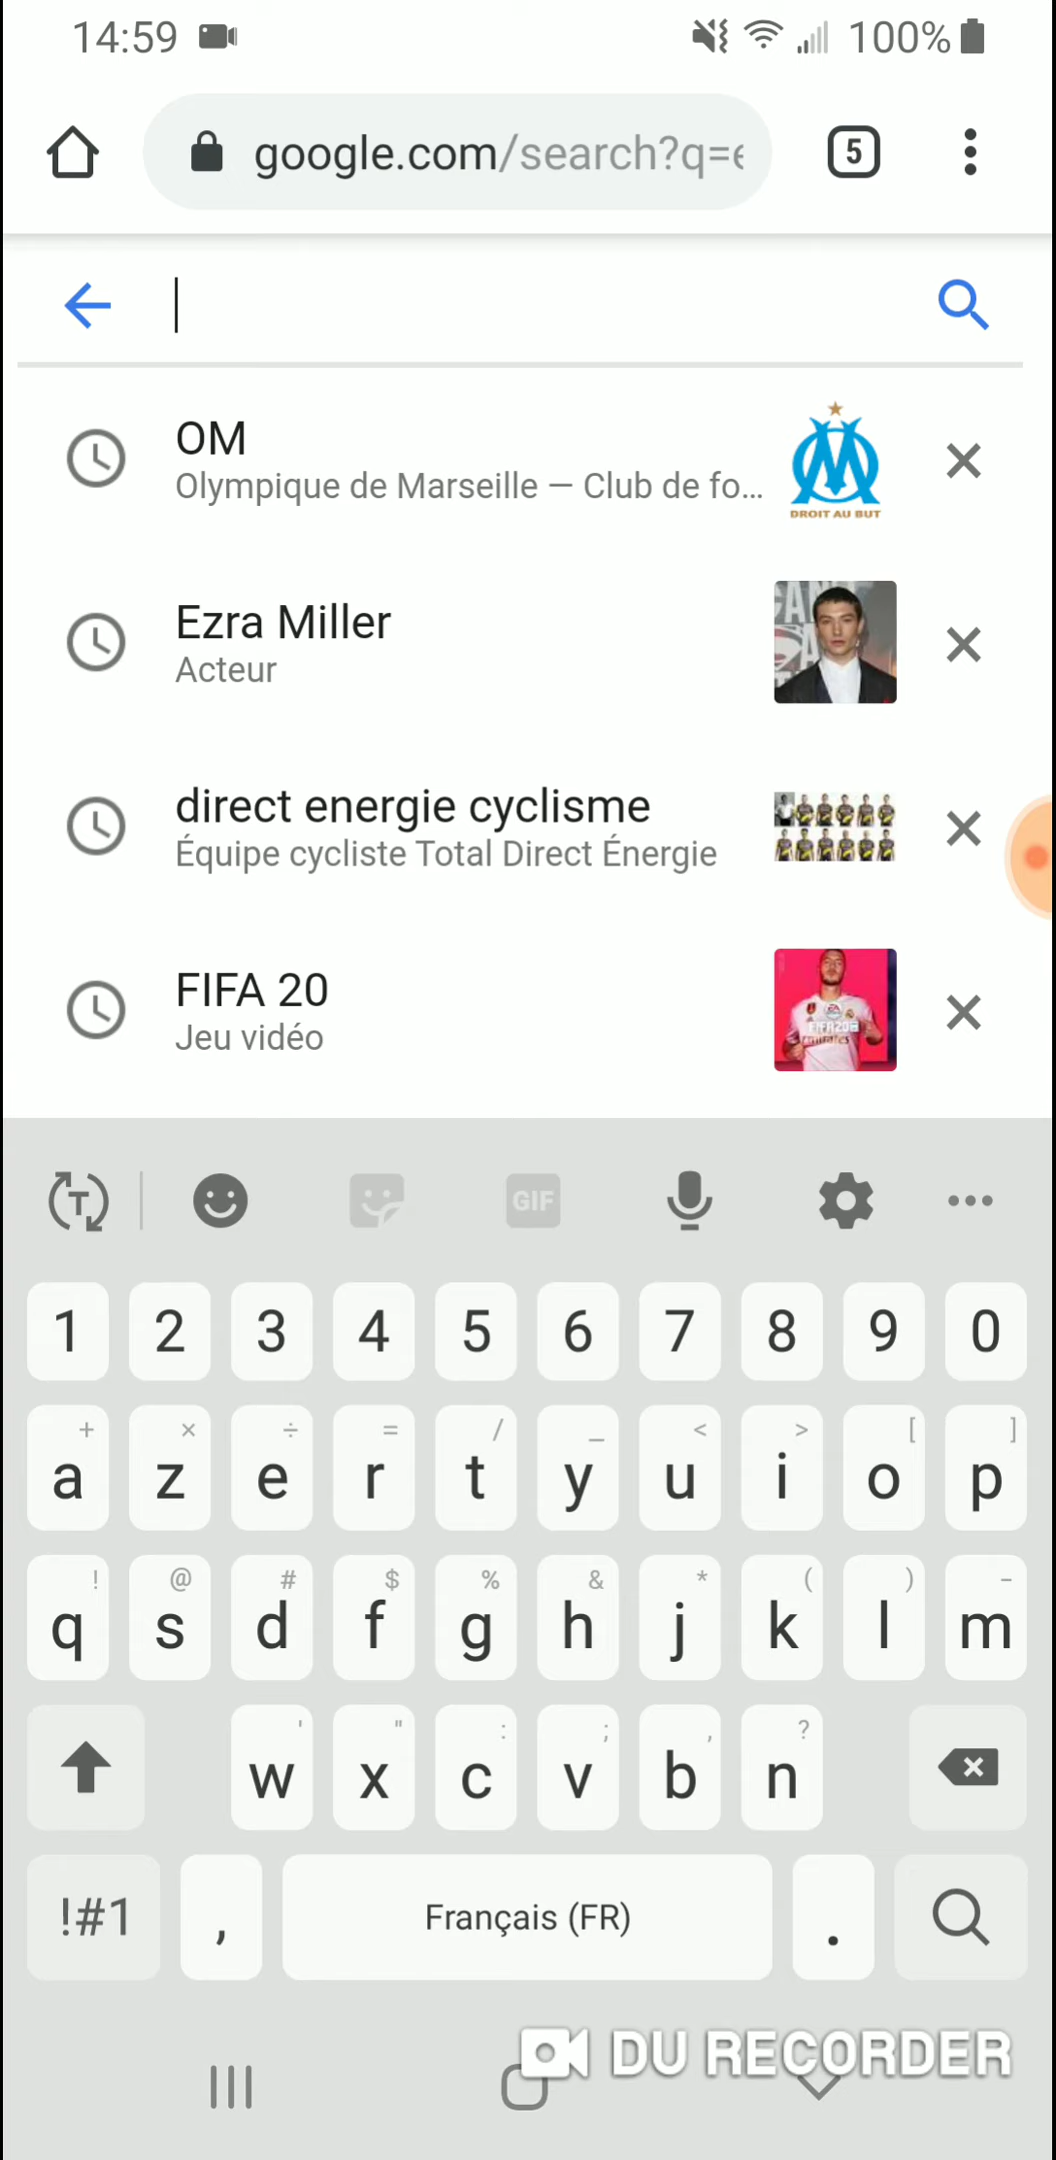 14:59
100%
google.com/search?q=e
5
OM
Olympique de Marseille – Club de fo...
DROIT AU BUT
Ezra Miller
Acteur
direct energie cyclisme
Équipe cycliste Total Direct Énergie
FIFA 20
Jeu vidéo
T
GIF
1 2 3 4 5 6 7 8 9 0
+ × ÷ = / _ < > [ ]
a z e r t y u i o p
! @ # $ % & * ( ) -
q s d f g h j k l m
' " : ; , ?
w x c v b n
!#1 , Français (FR) .
DU RECORDER